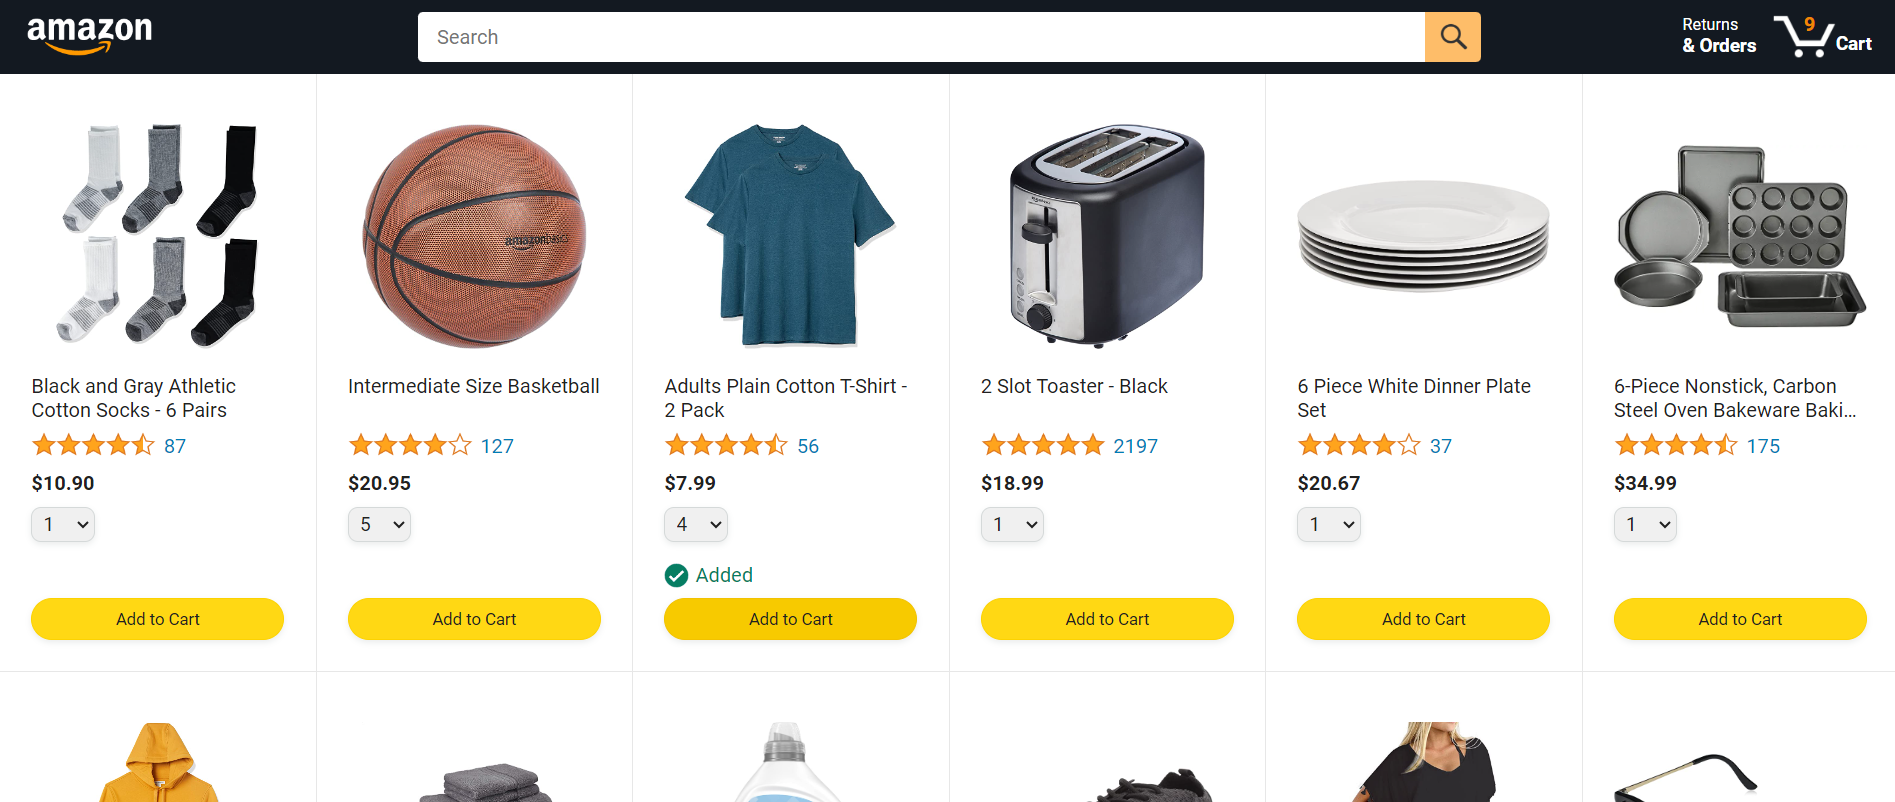 amazon
Search
Returns
& Orders
9
Cart
amazonbasics
Black and Gray Athletic
Cotton Socks - 6 Pairs
87
$10.90
1
Add to Cart
Intermediate Size Basketball
127
$20.95
5
Add to Cart
Adults Plain Cotton T-Shirt -
2 Pack
56
$7.99
4
Added
Add to Cart
2 Slot Toaster - Black
2197
$18.99
1
Add to Cart
6 Piece White Dinner Plate
Set
37
$20.67
1
Add to Cart
6-Piece Nonstick, Carbon
Steel Oven Bakeware Baki...
175
$34.99
1
Add to Cart